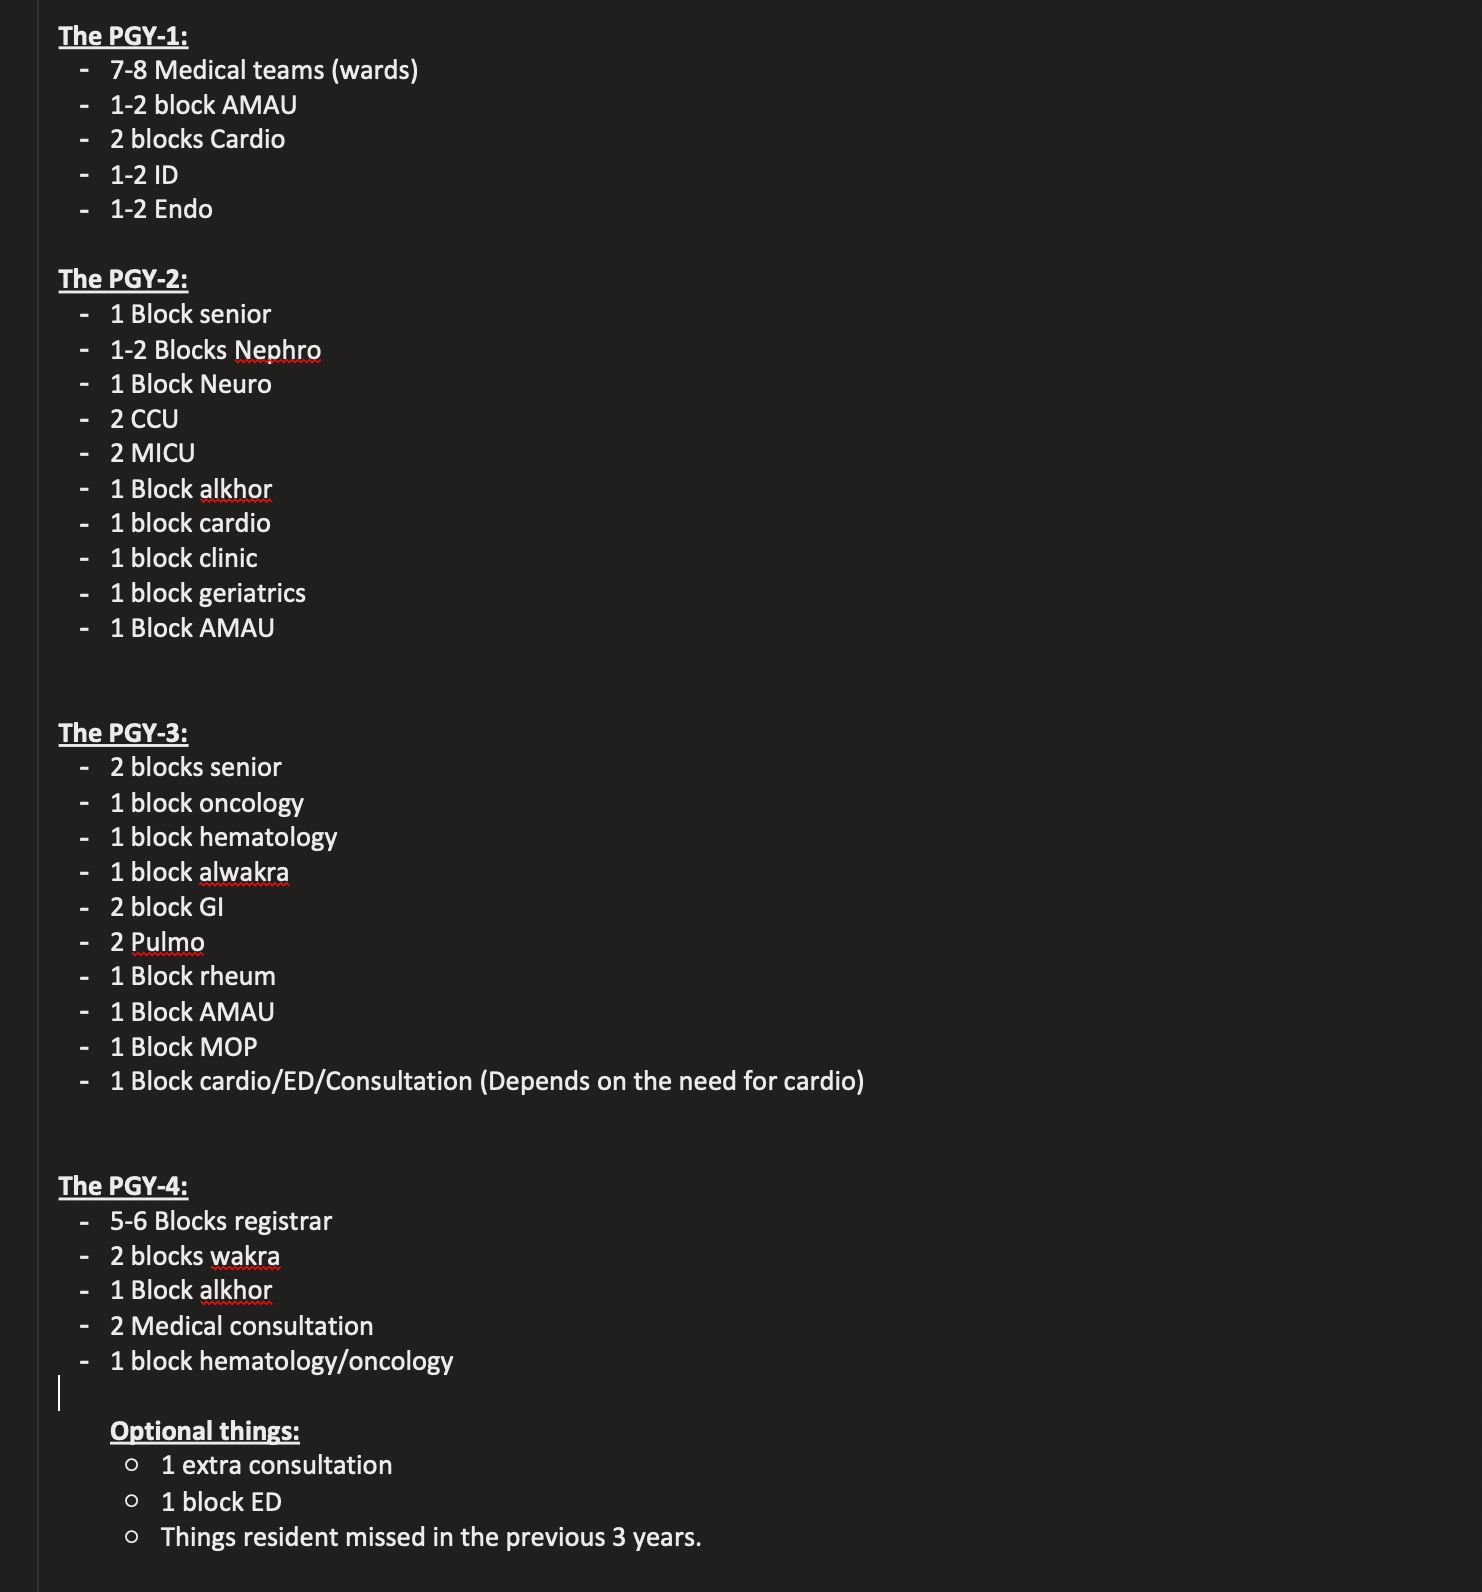 The PGY-1:
- 7-8 Medical teams (wards)
- 1-2 block AMAU
- 2 blocks Cardio
- 1-2 ID
- 1-2 Endo
The PGY-2:
- 1 Block senior
- 1-2 Blocks Nephro
- 1 Block Neuro
- 2 CCU
- 2 MICU
- 1 Block alkhor
- 1 block cardio
- 1 block clinic
- 1 block geriatrics
- 1 Block AMAU
The PGY-3:
- 2 blocks senior
- 1 block oncology
- 1 block hematology
- 1 block alwakra
- 2 block GI
- 2 Pulmo
- 1 Block rheum
- 1 Block AMAU
- 1 Block MOP
- 1 Block cardio/ED/Consultation (Depends on the need for cardio)
The PGY-4:
- 5-6 Blocks registrar
- 2 blocks wakra
- 1 Block alkhor
- 2 Medical consultation
- 1 block hematology/oncology
Optional things:
o 1 extra consultation
o 1 block ED
o Things resident missed in the previous 3 years.